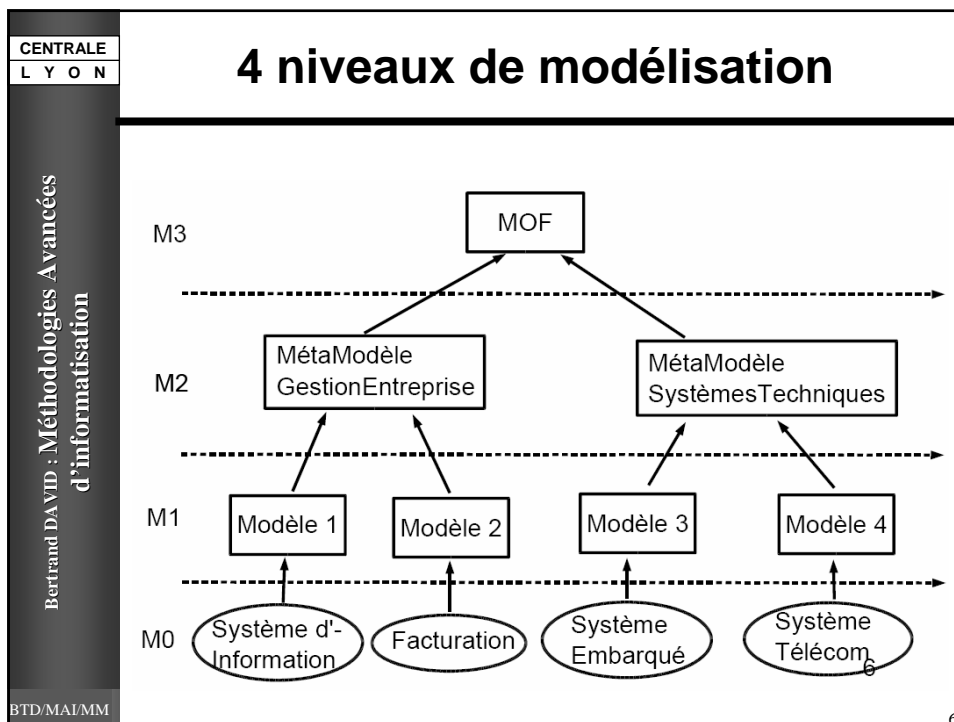 CENTRALE
L Y O N
4 niveaux de modélisation
Bertrand DAVID : Méthodologies Avancées
d'informatisation
M3
MOF
M2
MétaModèle
GestionEntreprise
MétaModèle
SystèmesTechniques
M1
Modèle 1
Modèle 2
Modèle 3
Modèle 4
M0
Système d'-
Information
Facturation
Système
Embarqué
Système
Télécom
6
BTD/MAI/MM